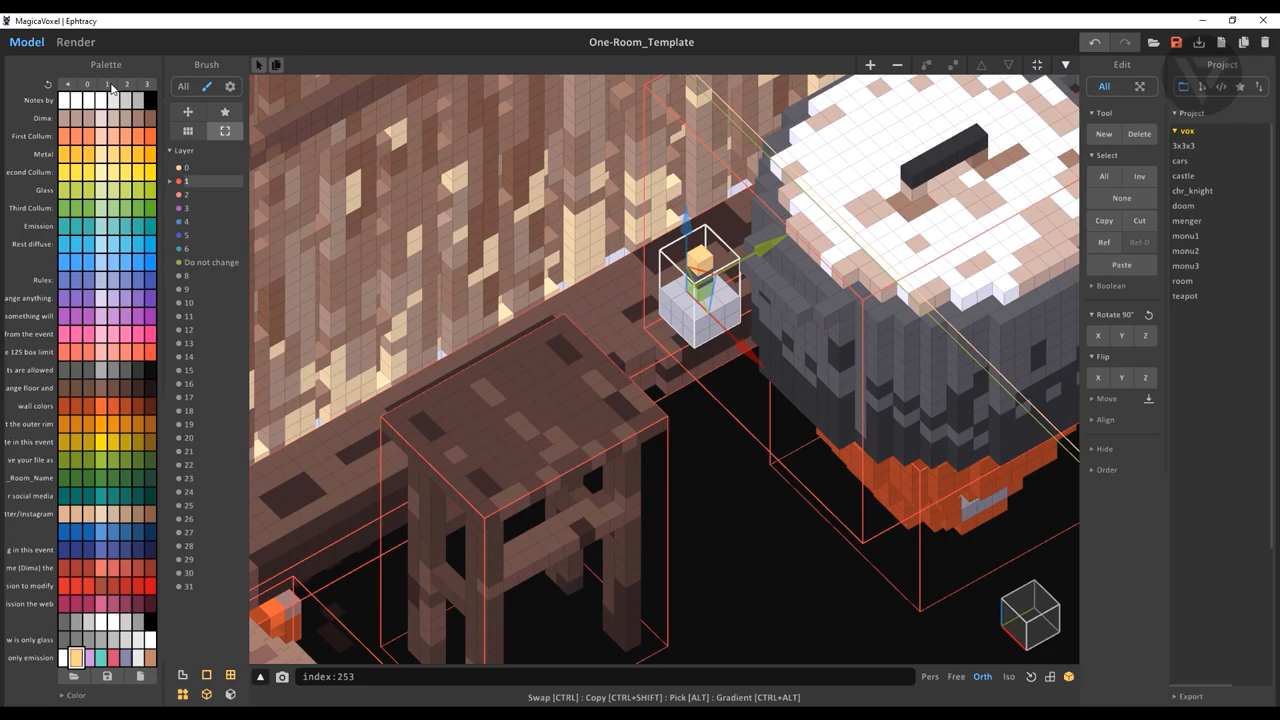 MagicaVoxel | Ephtracy
Model Render
One-Room_Template
Palette
Brush
Edit
Project
0 1 2 3
All
All
Notes by
Dima:
First Collum:
Metal
econd Collum:
Glass
Third Collum:
Emission
Rest diffuse:
Rules:
ange anything.
something will
from the event
e 125 box limit
ts are allowed
ange floor and
wall colors
t the outer rim
te in this event
ve your file as
_Room_Name
r social media
tter/Instagram
g in this event
me (Dima) the
sion to modify
ission the web
w is only glass
only emission
Color
Layer
0
1
2
3
4
5
6
Do not change
8
9
10
11
12
13
14
15
16
17
18
19
20
21
22
23
24
25
26
27
28
29
30
31
Tool
New Delete
Select
All Inv
None
Copy Cut
Ref Ref-D
Paste
Boolean
Rotate 90°
X Y Z
Flip
X Y Z
Move
Align
Hide
Order
Project
vox
3x3x3
cars
castle
chr_knight
doom
menger
monu1
monu2
monu3
room
teapot
Export
index:253
Pers Free Orth Iso
Swap [CTRL] : Copy [CTRL+SHIFT] : Pick [ALT] : Gradient [CTRL+ALT]